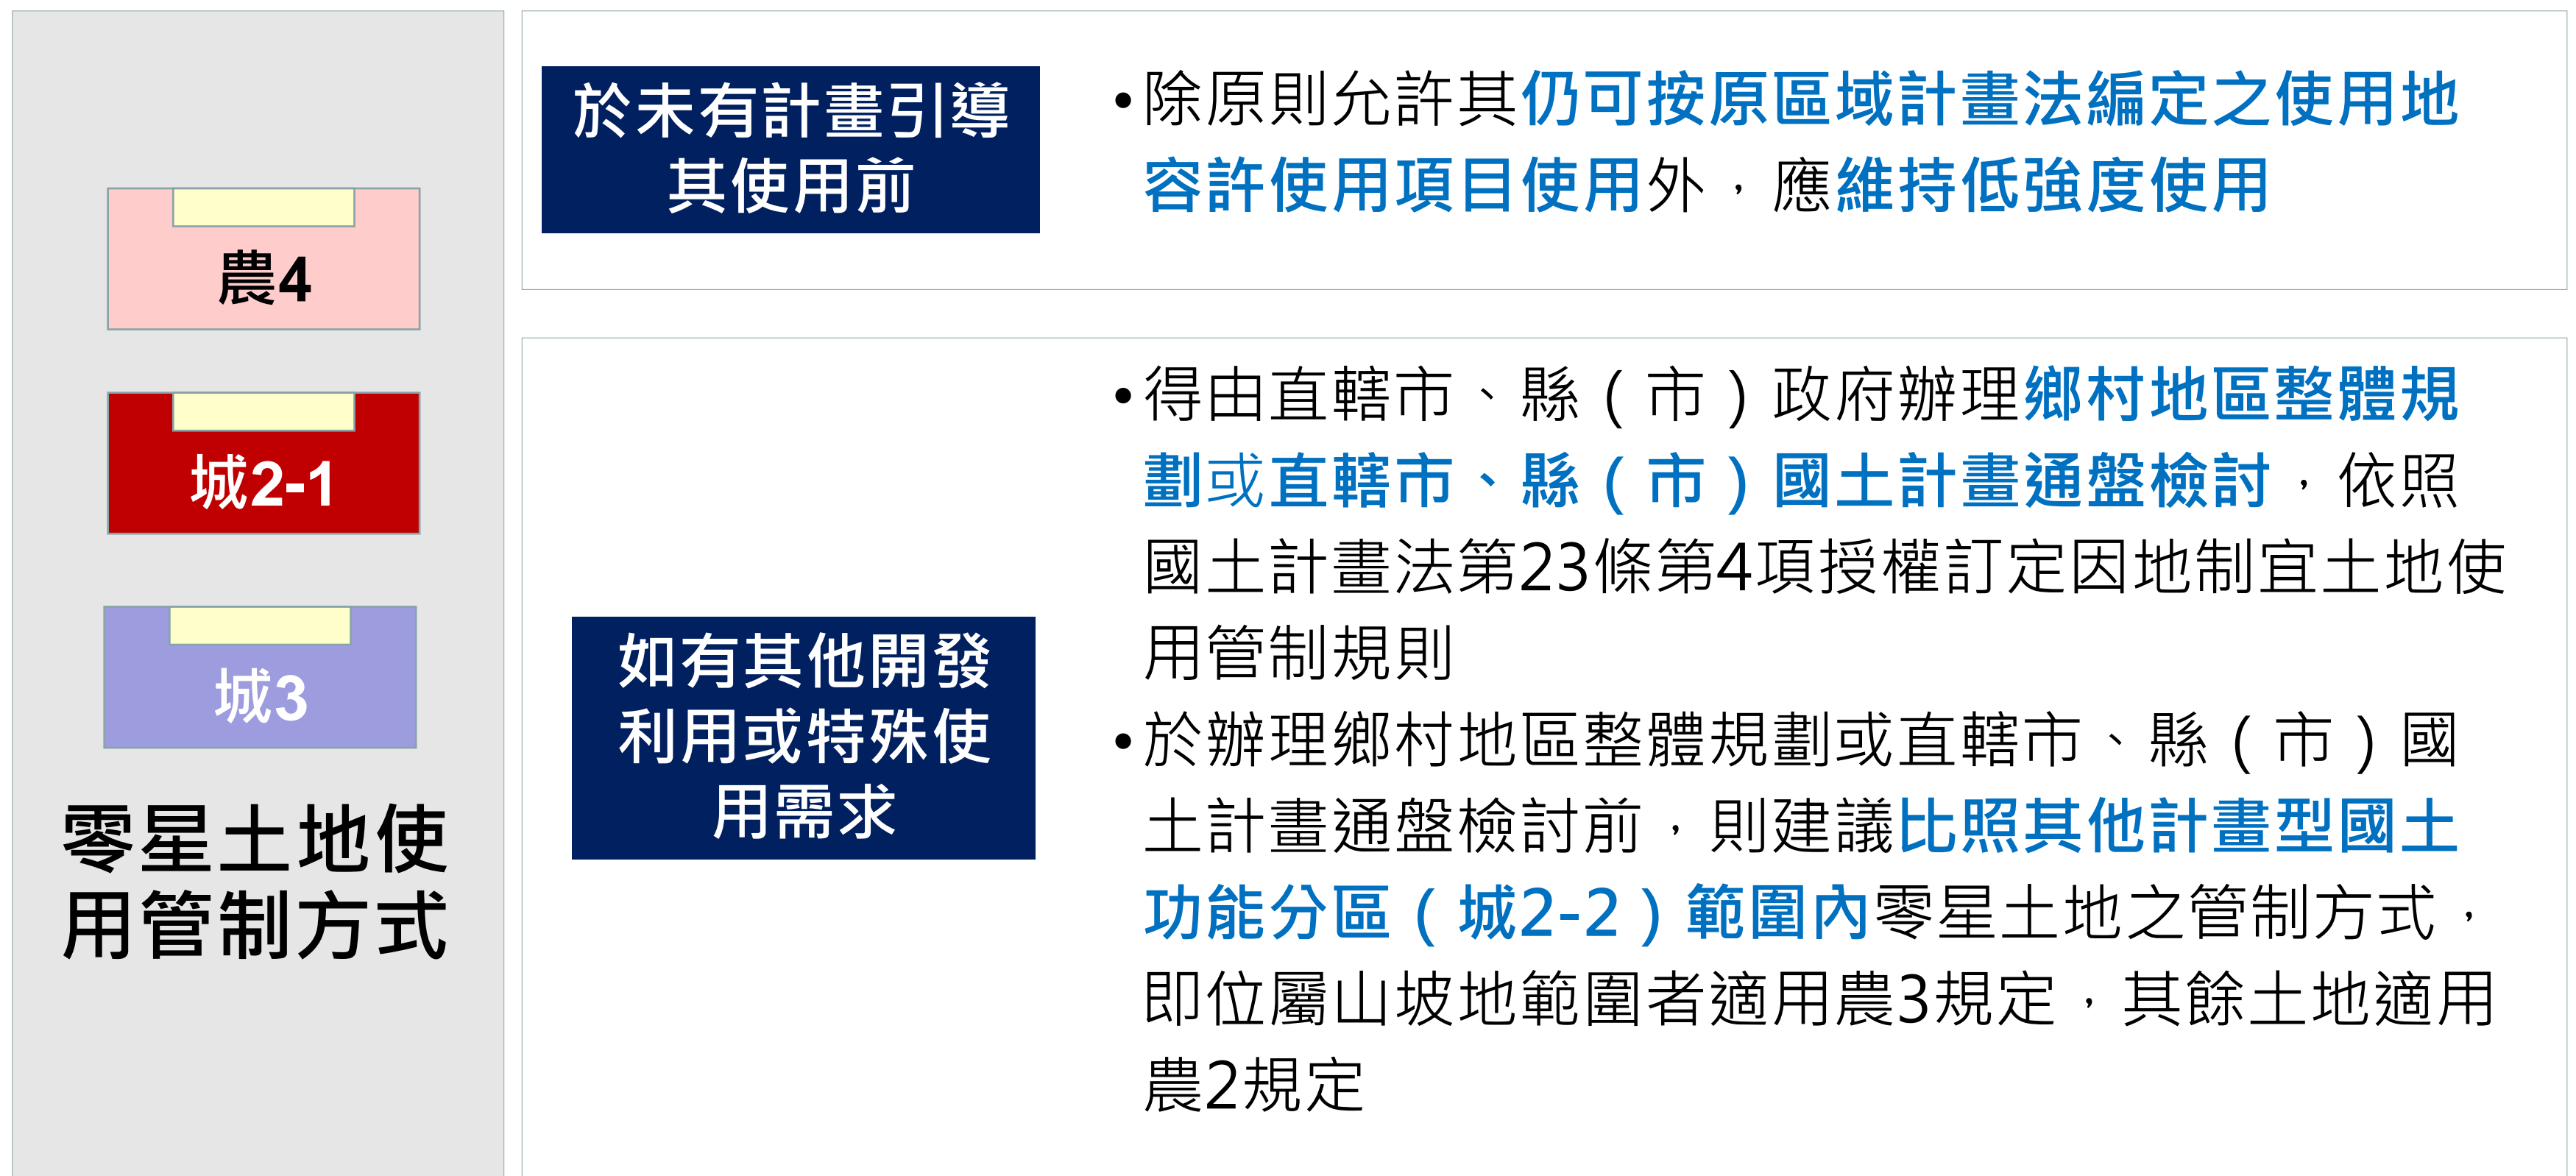 農4
城2-1
城3
零星土地使
用管制方式
於未有計畫引導
其使用前
•除原則允許其仍可按原區域計畫法編定之使用地
容許使用項目使用外，應維持低強度使用
如有其他開發
利用或特殊使
用需求
•得由直轄市、縣（市）政府辦理鄉村地區整體規
劃或直轄市、縣（市）國土計畫通盤檢討，依照
國土計畫法第23條第4項授權訂定因地制宜土地使
用管制規則
•於辦理鄉村地區整體規劃或直轄市、縣（市）國
土計畫通盤檢討前，則建議比照其他計畫型國土
功能分區（城2-2）範圍內零星土地之管制方式，
即位屬山坡地範圍者適用農3規定，其餘土地適用
農2規定